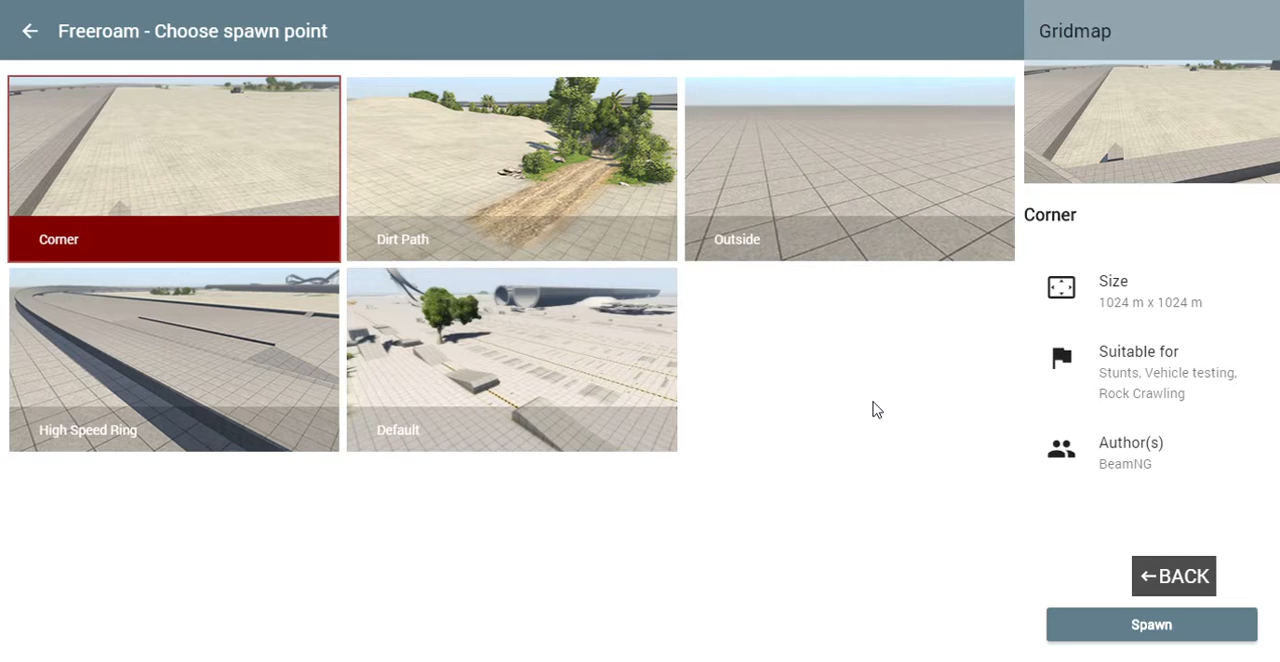 Freeroam - Choose spawn point
Corner
Dirt Path
Outside
High Speed Ring
Default
Gridmap
Corner
Size
1024 m x 1024 m
Suitable for
Stunts, Vehicle testing,
Rock Crawling
Author(s)
BeamNG
←BACK
Spawn